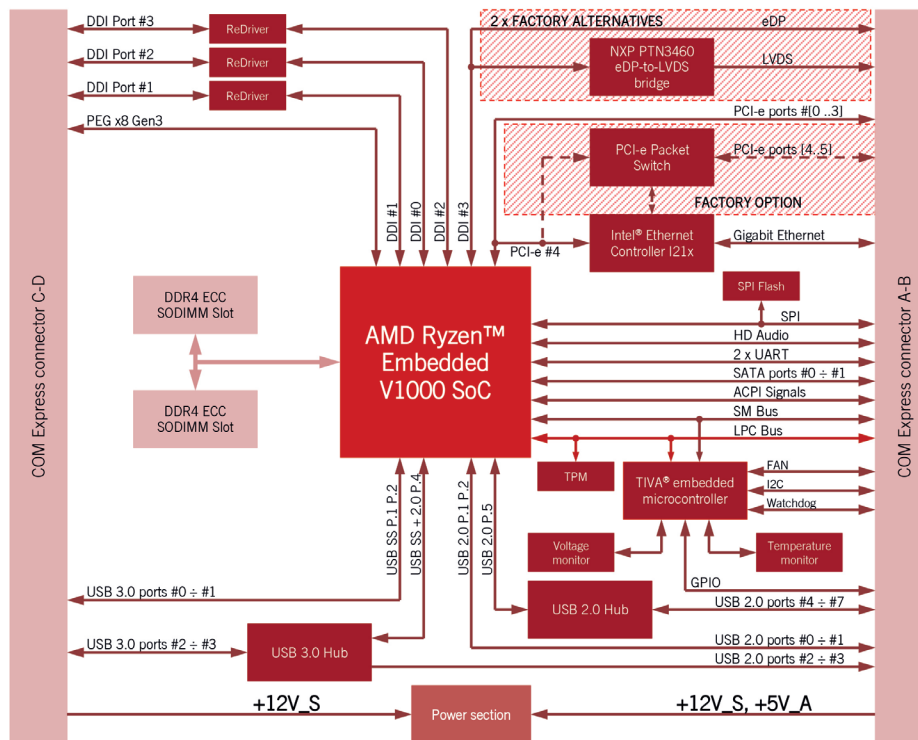 DDI Port #3
ReDriver
DDI Port #2
ReDriver
DDI Port #1
ReDriver
PEG x8 Gen3
2 x FACTORY ALTERNATIVES
eDP
NXP PTN3460
eDP-to-LVDS
bridge
LVDS
PCI-e ports #[0 ..3]
PCI-e Packet
Switch
PCI-e ports [4..5]
FACTORY OPTION
DDI #1
DDI #0
DDI #2
DDI #3
PCI-e #4
Intel® Ethernet
Controller I21x
Gigabit Ethernet
COM Express connector C-D
COM Express connector A-B
DDR4 ECC
SODIMM Slot
DDR4 ECC
SODIMM Slot
AMD Ryzen™
Embedded
V1000 SoC
SPI Flash
SPI
HD Audio
2 x UART
SATA ports #0 ÷ #1
ACPI Signals
SM Bus
LPC Bus
TPM
TIVA® embedded
microcontroller
FAN
I2C
Watchdog
Voltage
monitor
Temperature
monitor
GPIO
USB SS P.1 P.2
USB SS + 2.0 P.4
USB 2.0 P.1 P.2
USB 2.0 P.5
USB 3.0 ports #0 ÷ #1
USB 2.0 Hub
USB 2.0 ports #4 ÷ #7
USB 3.0 ports #2 ÷ #3
USB 3.0 Hub
USB 2.0 ports #0 ÷ #1
USB 2.0 ports #2 ÷ #3
+12V_S
Power section
+12V_S, +5V_A